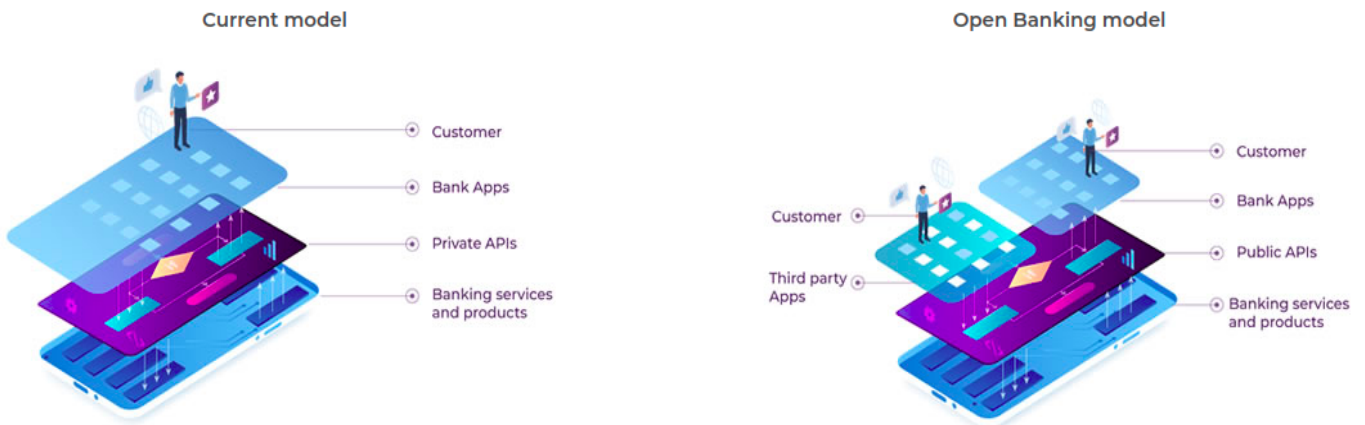 Current model
Customer
Bank Apps
Private APIs
Banking services
and products
Open Banking model
Customer
Third party
Apps
Customer
Bank Apps
Public APIs
Banking services
and products